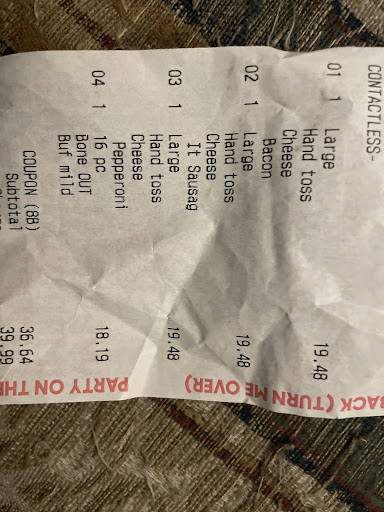 CONTACTLESS-
01 1 Large 19.48
Hand toss
Cheese
Bacon
02 1 Large 19.48
Hand toss
Cheese
It Sausag
03 1 Large 19.48
Hand toss
Cheese
Pepperoni
04 1 16 pc 18.19
Bone OUT
Buf mild
COUPON (8B) 36.64
Subtotal 39.99
BACK (TURN ME OVER)
PARTY ON THE